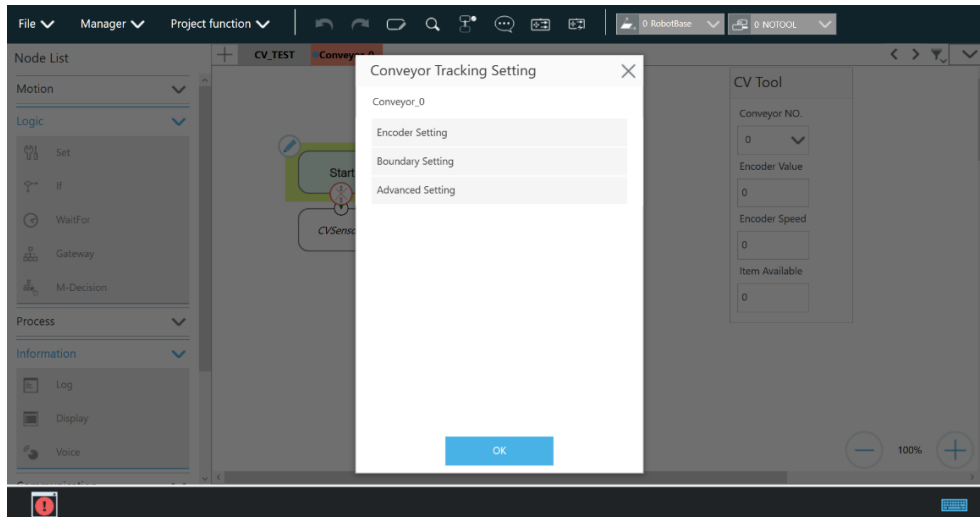 File Manager Project function 0 RobotBase 0 NOTOOL
Node List
CV_TEST
Motion
Logic
Set
If
WaitFor
Gateway
M-Decision
Process
Information
Log
Display
Voice
Start
Conveyor Tracking Setting
Conveyor_0
Encoder Setting
Boundary Setting
Advanced Setting
OK
CV Tool
Conveyor NO.
0
Encoder Value
0
Encoder Speed
0
Item Available
0
100%